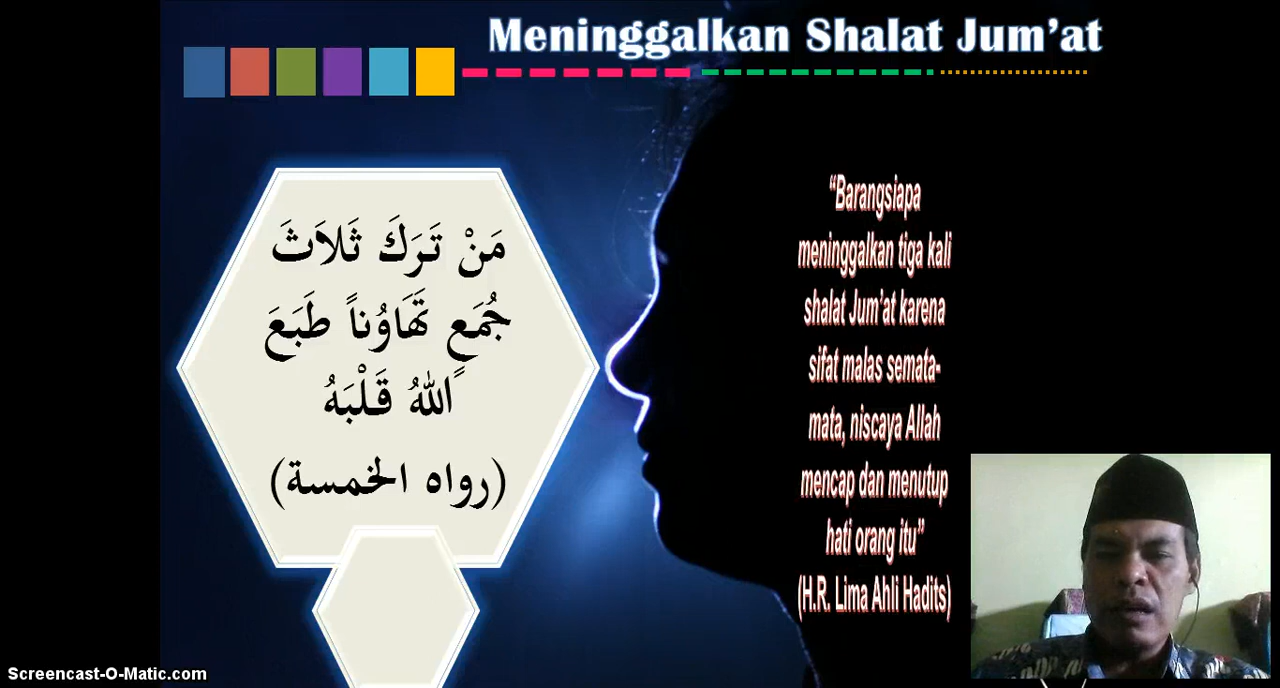 Meninggalkan Shalat Jum’at
مَنْ تَرَكَ ثَلاَثَ
جُمَعٍ تَهَاوُناً طَبَعَ
اللهُ قَلْبَهُ
(رواه الخمسة)
“Barangsiapa
meninggalkan tiga kali
shalat Jum’at karena
sifat malas semata-
mata, niscaya Allah
mencap dan menutup
hati orang itu”
(H.R. Lima Ahli Hadits)
Screencast-O-Matic.com